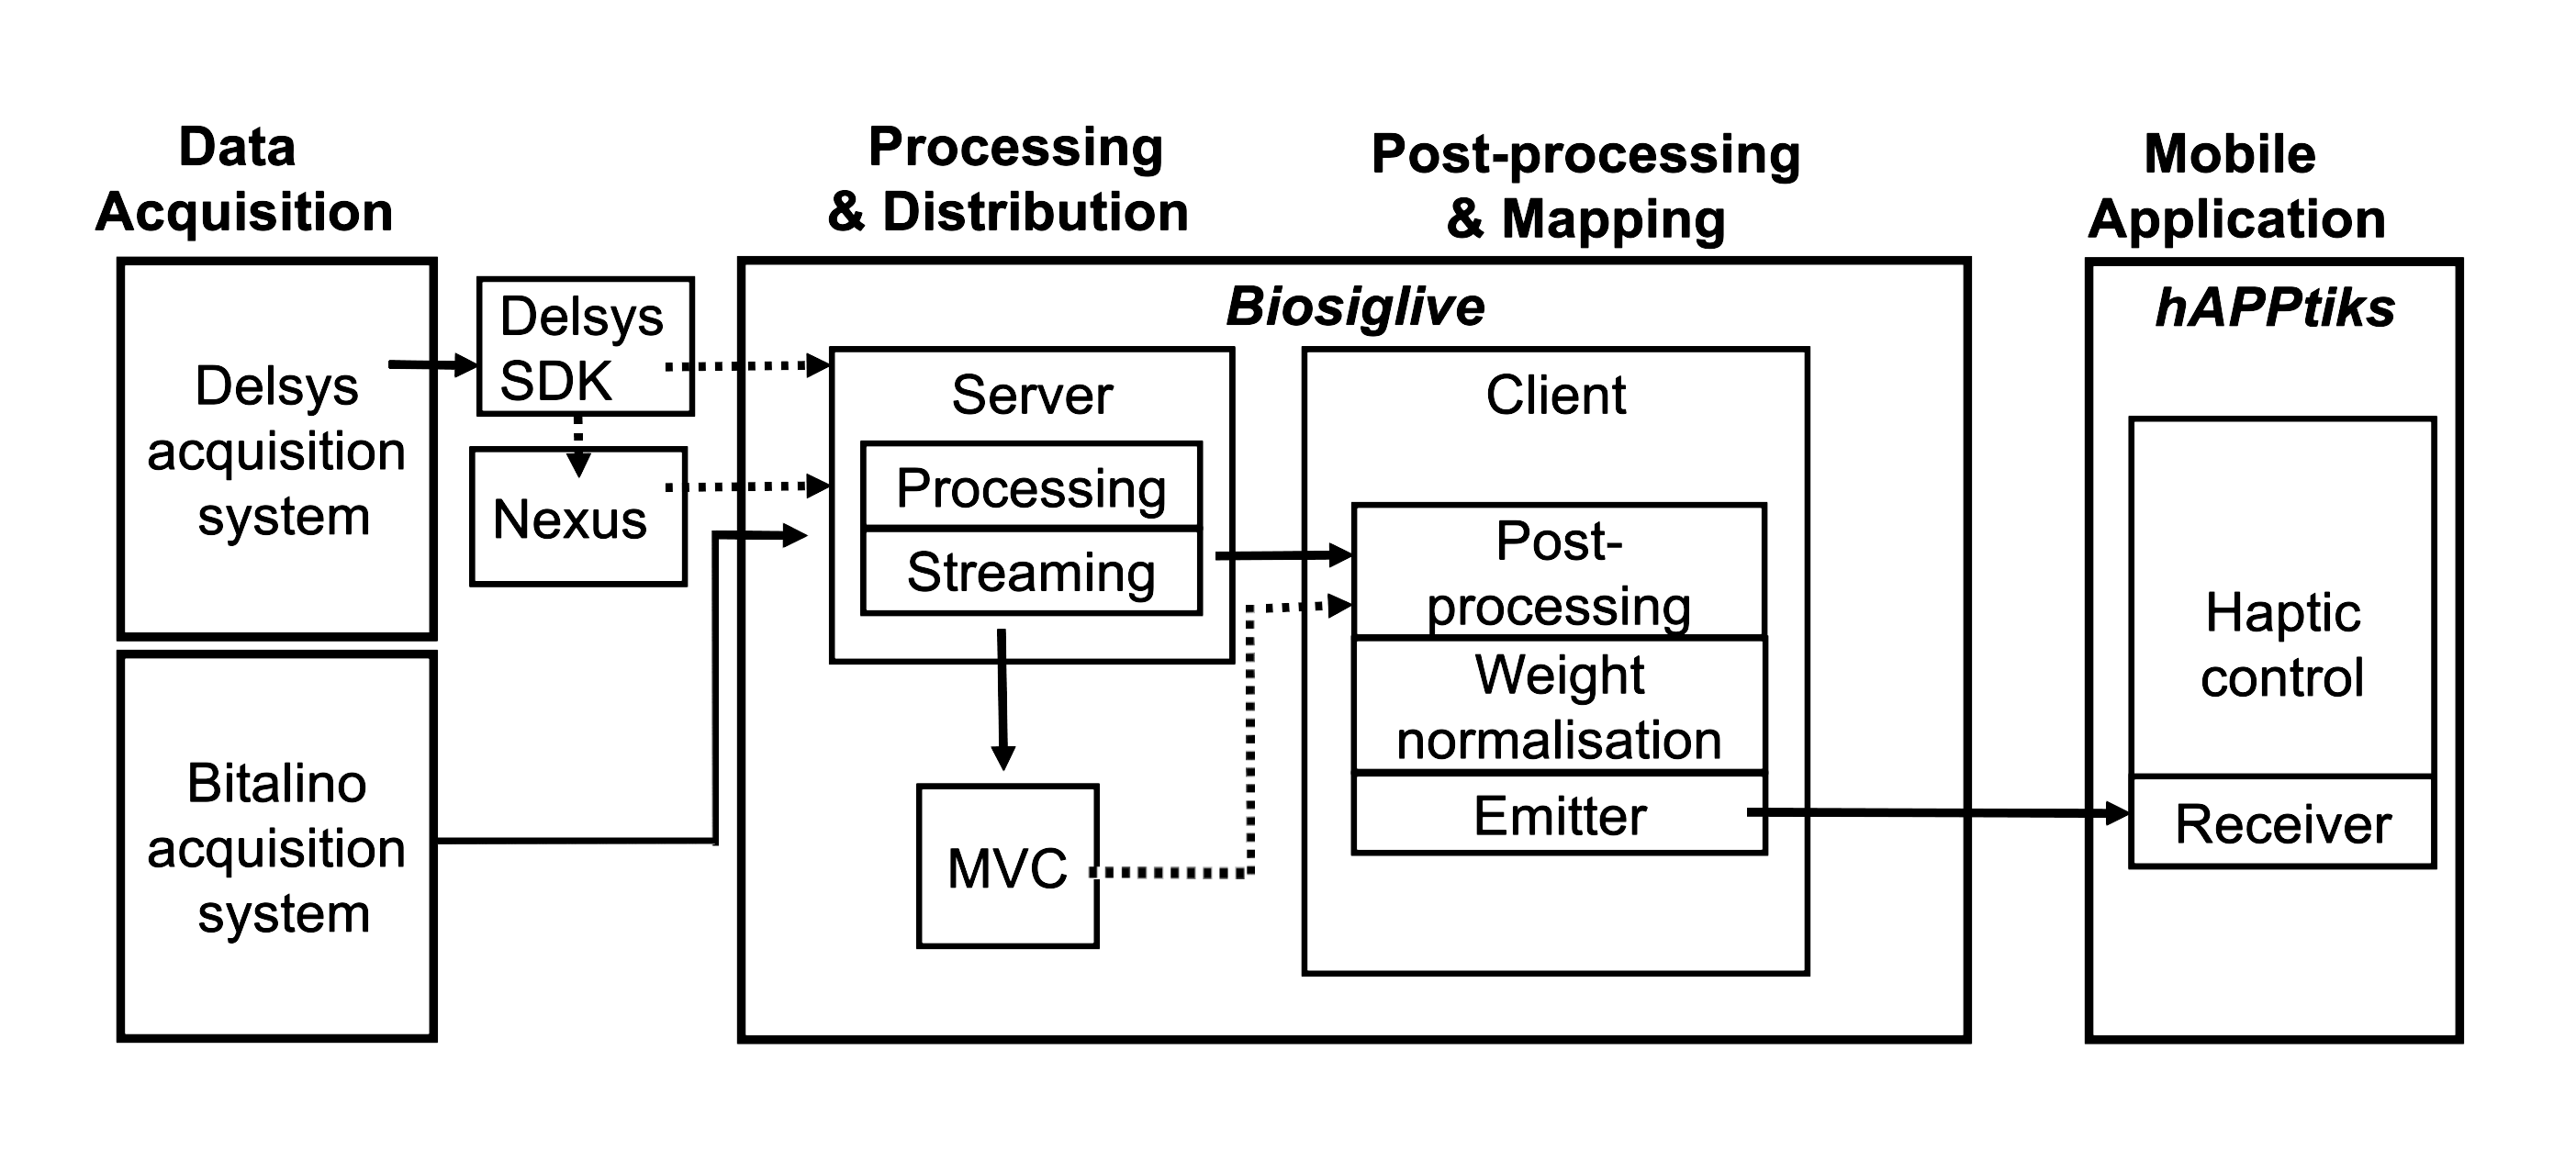 Data
Acquisition
Processing
& Distribution
Post-processing
& Mapping
Mobile
Application
Delsys
acquisition
system
Bitalino
acquisition
system
Delsys
SDK
Nexus
Biosiglive
Server
Processing
Streaming
MVC
Client
Post-
processing
Weight
normalisation
Emitter
hAPPtiks
Haptic
control
Receiver